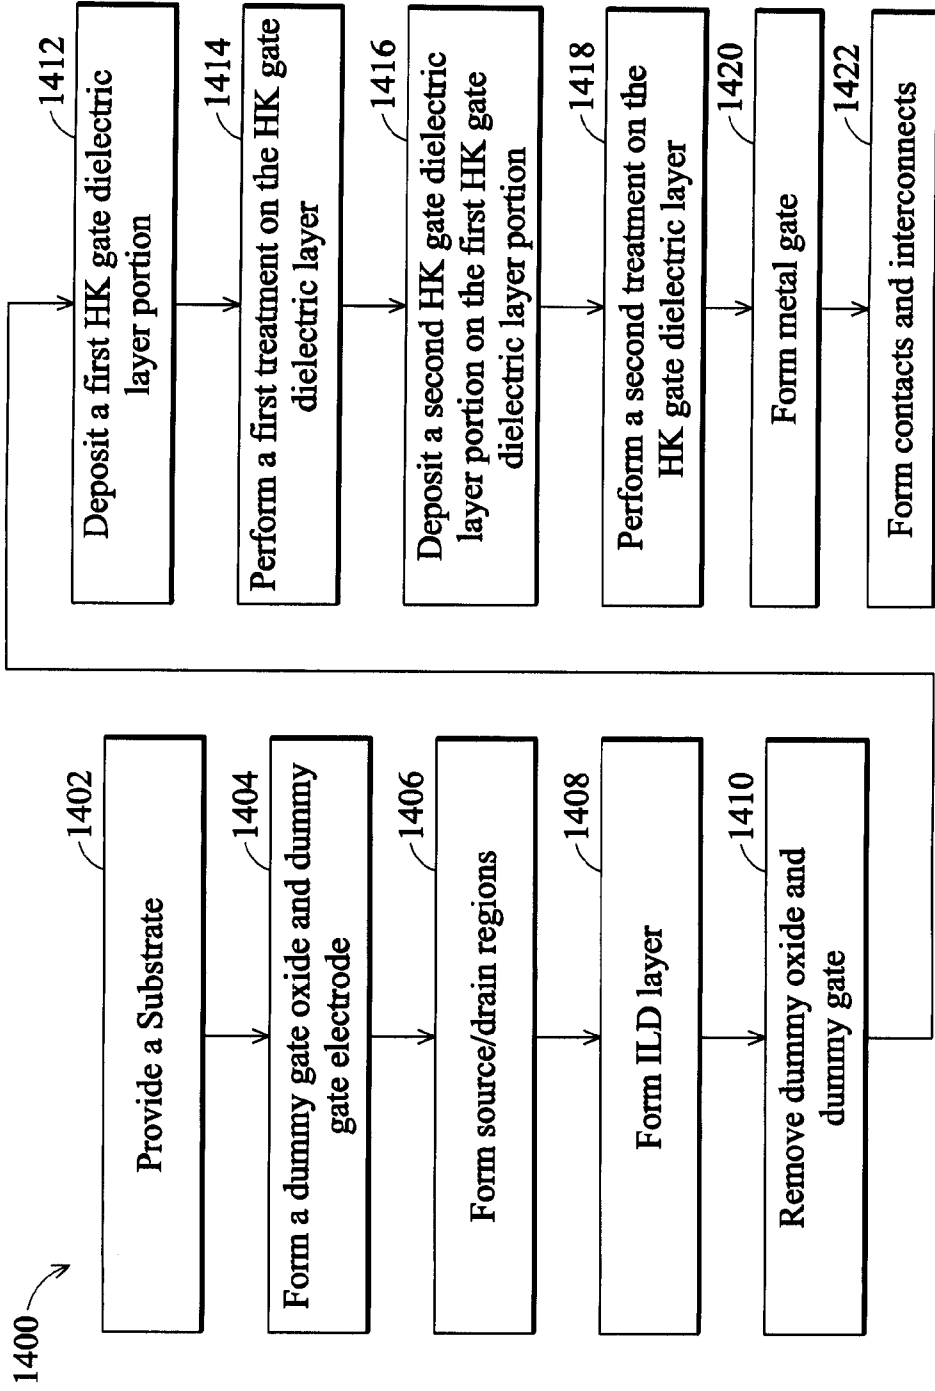 1400
1402
Provide a Substrate
1404
Form a dummy gate oxide and dummy
gate electrode
1406
Form source/drain regions
1408
Form ILD layer
1410
Remove dummy oxide and
dummy gate
1412
Deposit a first HK gate dielectric
layer portion
1414
Perform a first treatment on the HK gate
dielectric layer
1416
Deposit a second HK gate dielectric
layer portion on the first HK gate
dielectric layer portion
1418
Perform a second treatment on the
HK gate dielectric layer
1420
Form metal gate
1422
Form contacts and interconnects